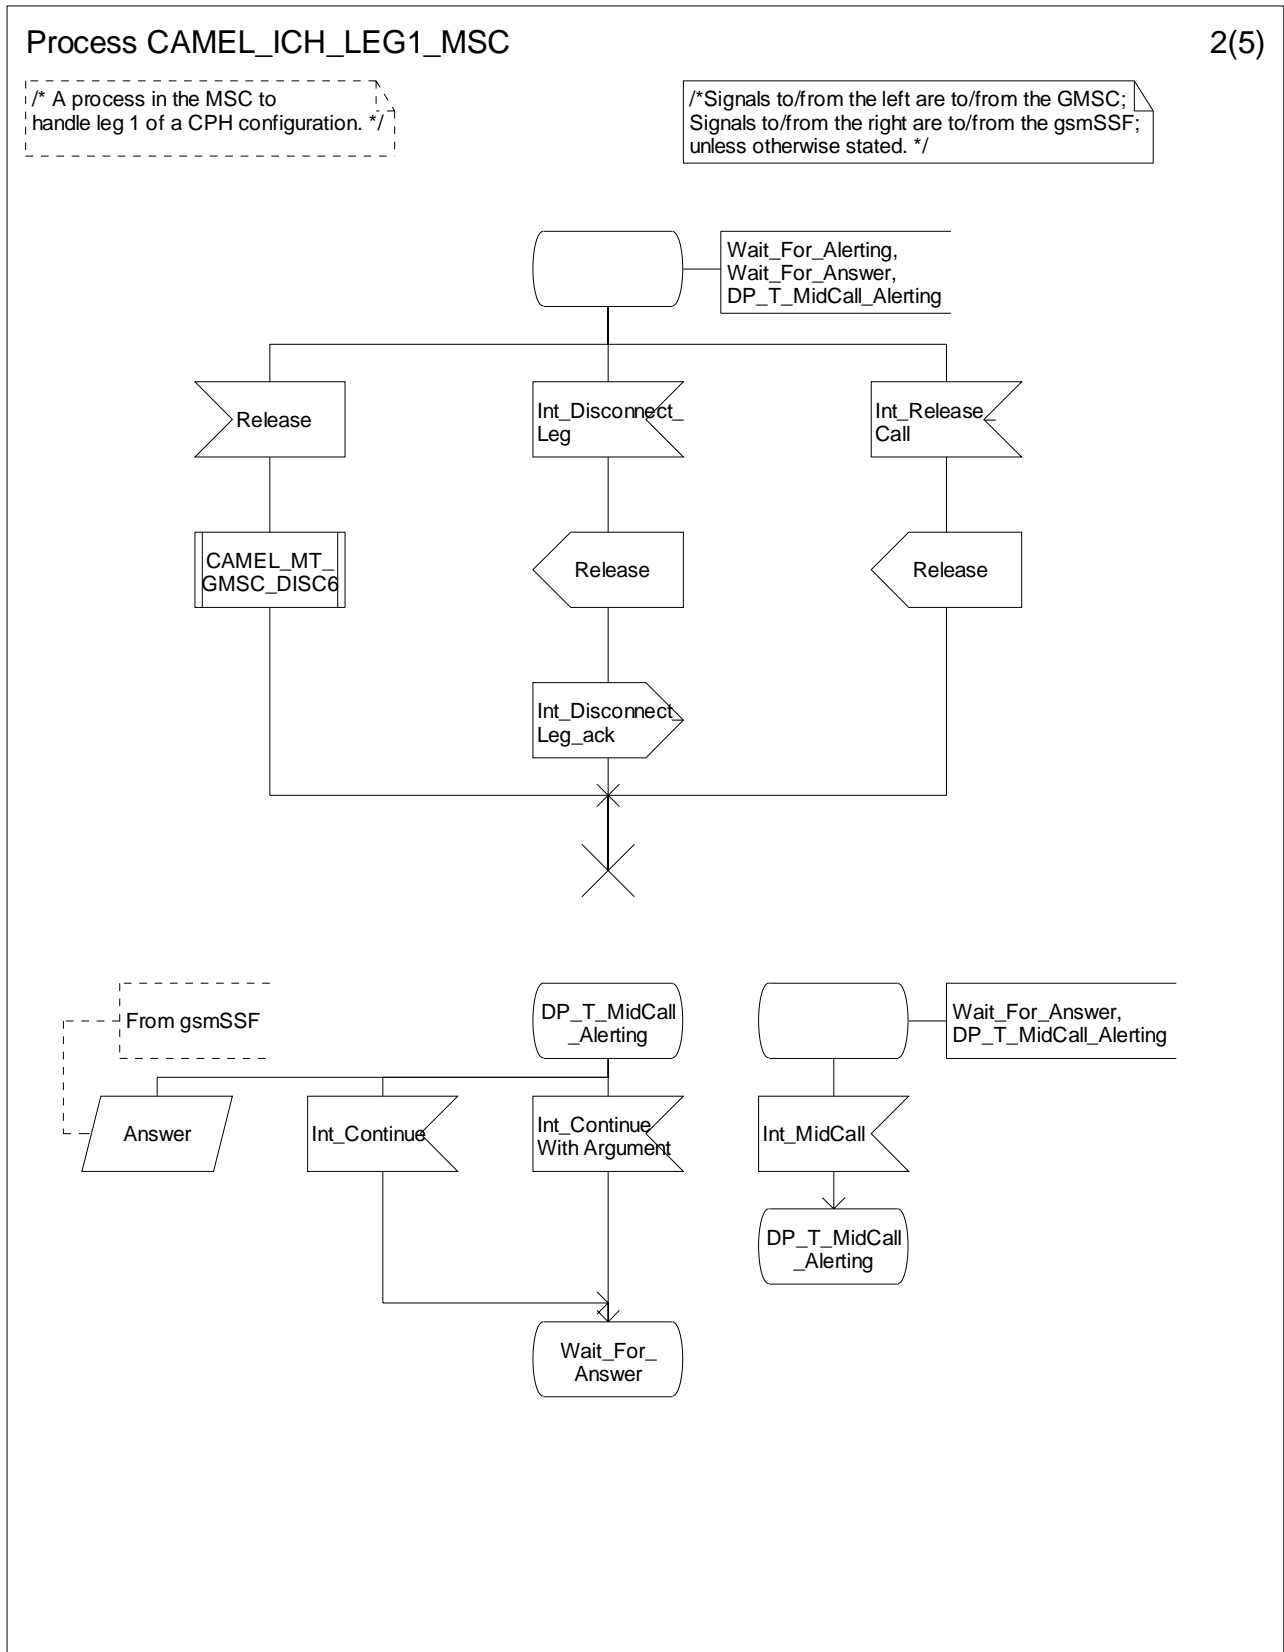 Process CAMEL_ICH_LEG1_MSC
2(5)
/* A process in the MSC to
handle leg 1 of a CPH configuration. */
/*Signals to/from the left are to/from the GMSC;
Signals to/from the right are to/from the gsmSSF;
unless otherwise stated. */
Wait_For_Alerting,
Wait_For_Answer,
DP_T_MidCall_Alerting
Release
Int_Disconnect_
Leg
Int_Release_
Call
CAMEL_MT_
GMSC_DISC6
Release
Release
Int_Disconnect_
Leg_ack
From gsmSSF
DP_T_MidCall
_Alerting
Wait_For_Answer,
DP_T_MidCall_Alerting
Answer
Int_Continue
Int_Continue_
With Argument
Int_MidCall
DP_T_MidCall
_Alerting
Wait_For_
Answer